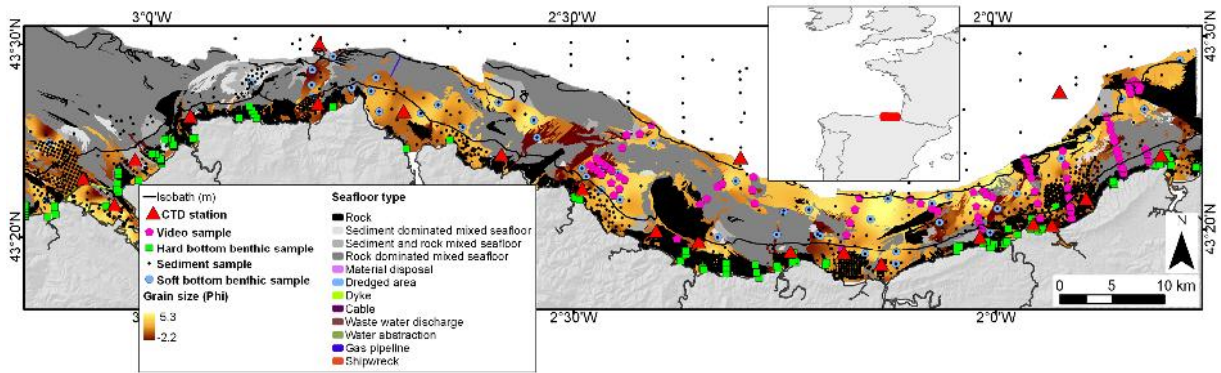 3°0'W 2°30'W 2°0'W
43°30'N 43°30'N
43°20'N 43°20'N
Isobath (m)
CTD station
Video sample
Hard bottom benthic sample
Sediment sample
Soft bottom benthic sample
Grain size (Phi)
5.3
-2.2
Seafloor type
Rock
Sediment dominated mixed seafloor
Sediment and rock mixed seafloor
Rock dominated mixed seafloor
Material disposal
Dredged area
Dyke
Cable
Waste water discharge
Water abstraction
Gas pipeline
Shipwreck
N
0 5 10 km
3°0'W 2°30'W 2°0'W